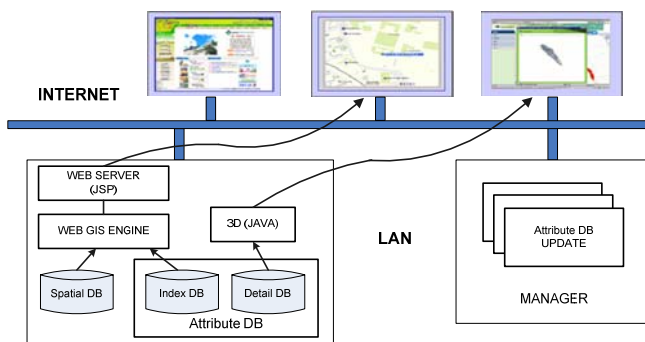 INTERNET
WEB SERVER
(JSP)
WEB GIS ENGINE
3D (JAVA)
LAN
Spatial DB
Index DB
Detail DB
Attribute DB
Attribute DB
UPDATE
MANAGER